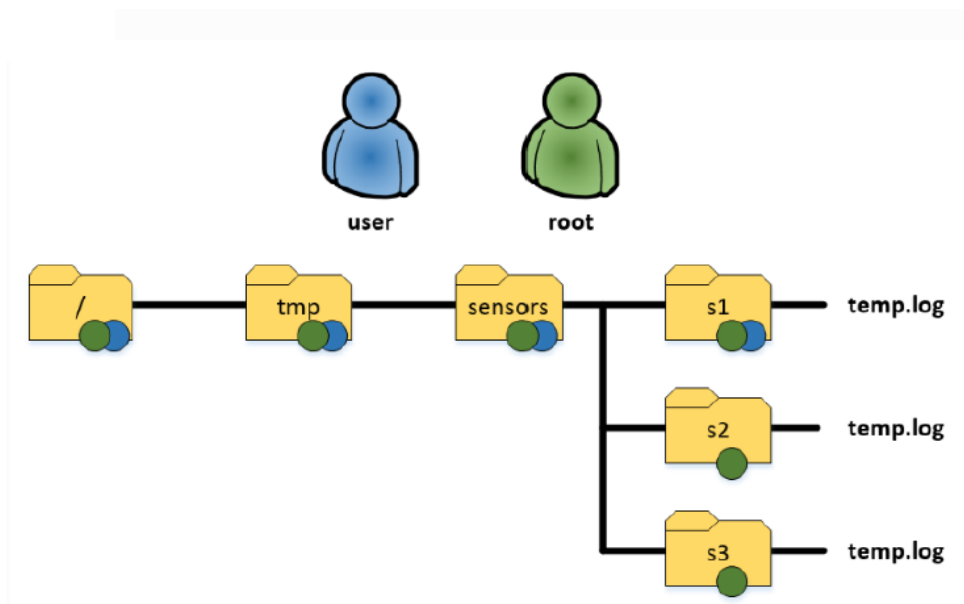 user
root
/
tmp
sensors
s1
temp.log
s2
temp.log
s3
temp.log